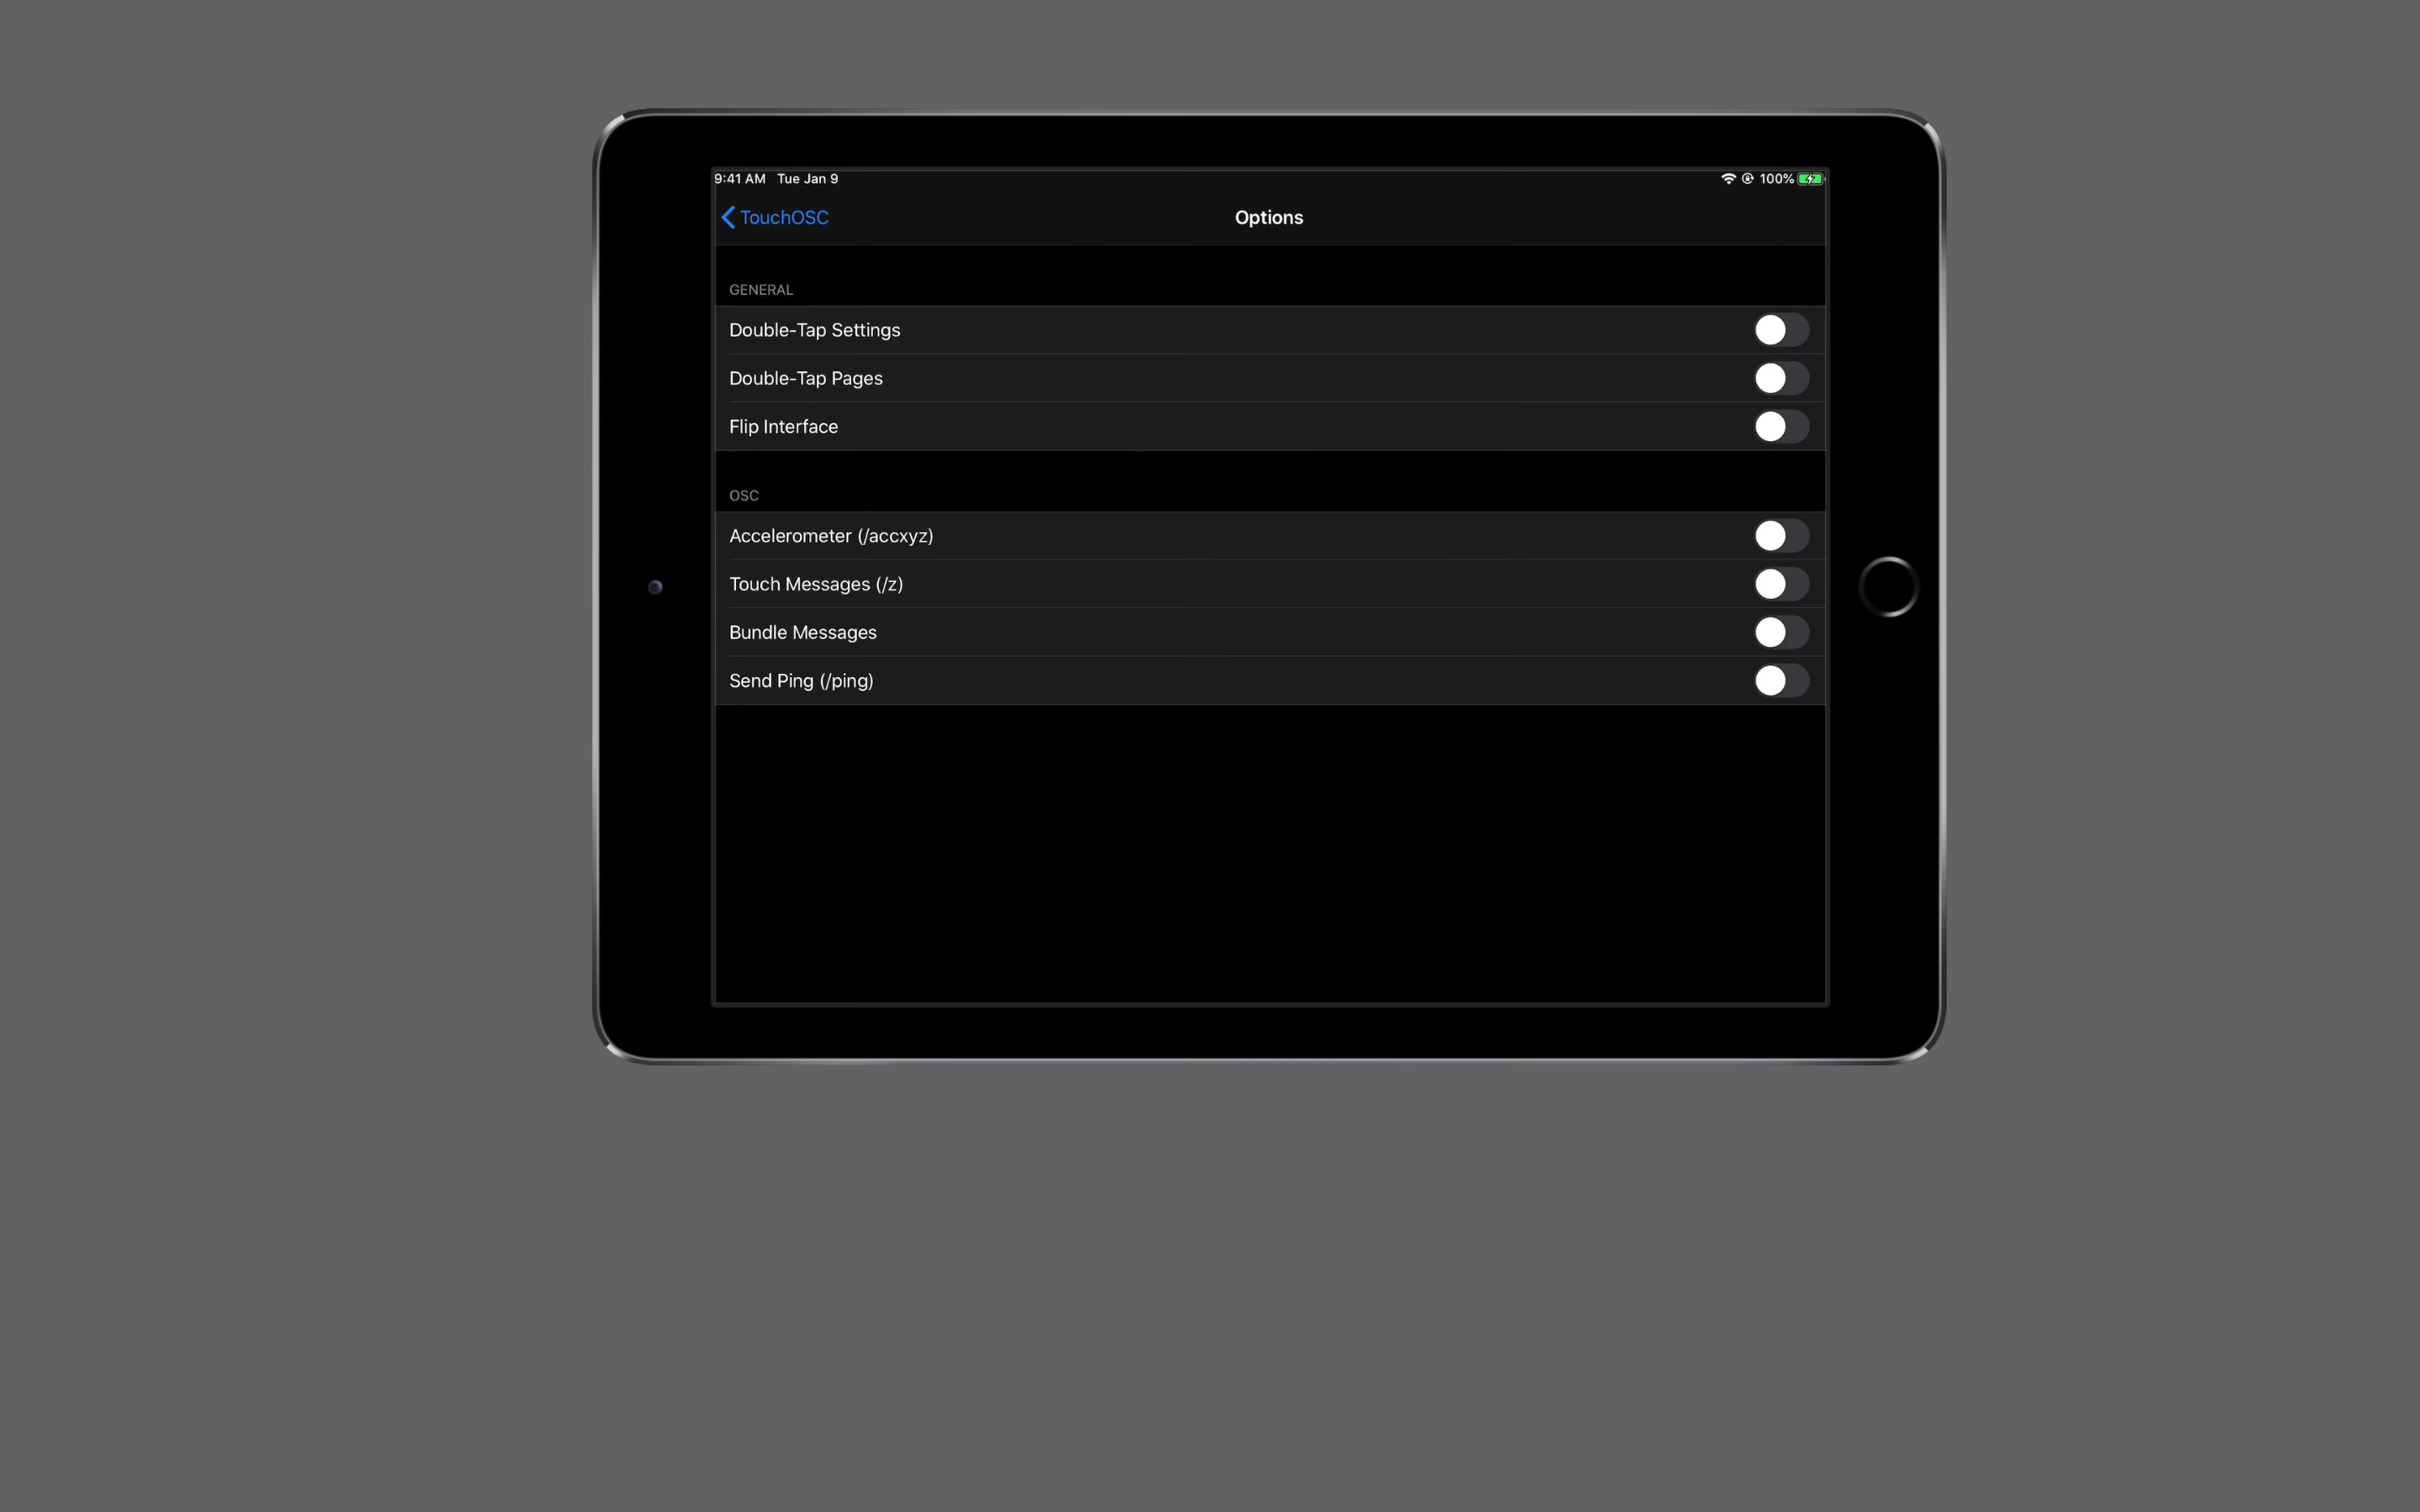 9:41 AM Tue Jan 9 100%
TouchOSC Options
GENERAL
Double-Tap Settings
Double-Tap Pages
Flip Interface
OSC
Accelerometer (/accxyz)
Touch Messages (/z)
Bundle Messages
Send Ping (/ping)